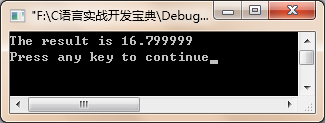 "F:\C语言实战开发宝典\Debug...
The result is 16.799999
Press any key to continue